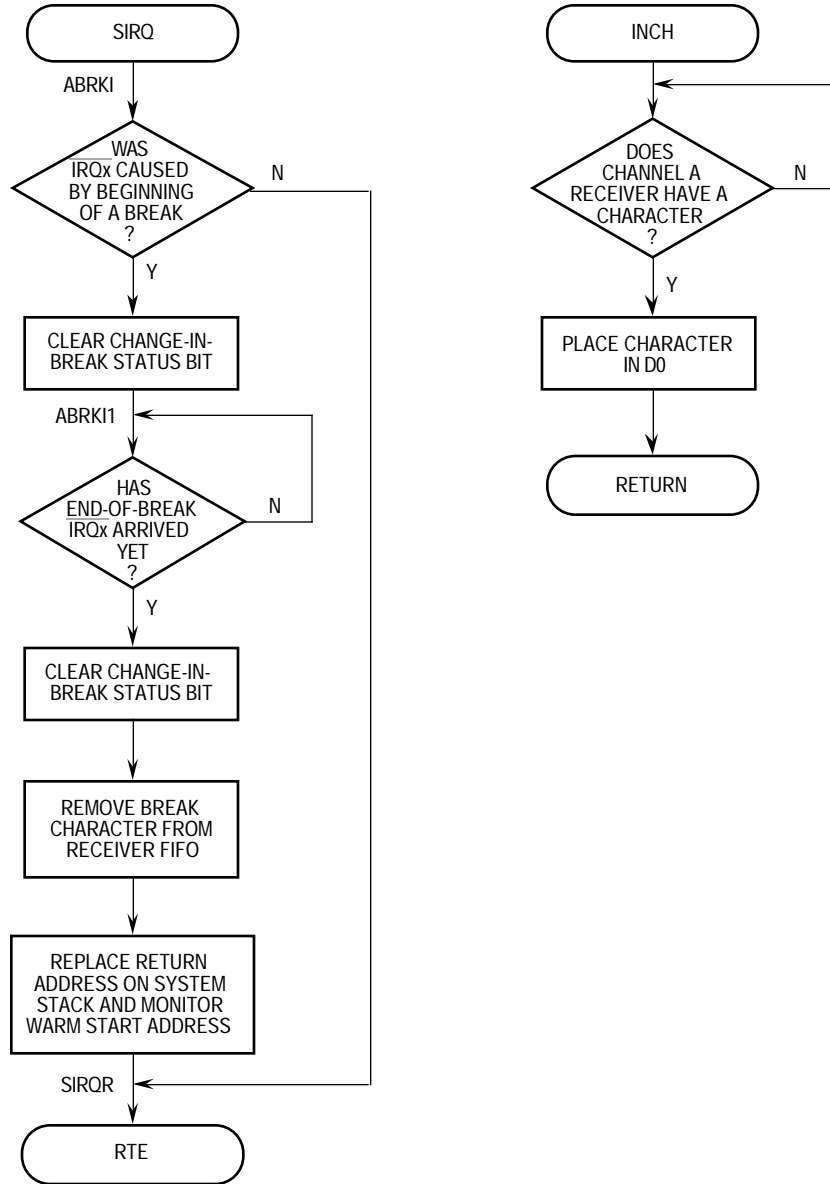 SIRQ
ABRKI
WAS
IRQx CAUSED
BY BEGINNING
OF A BREAK
?
N
Y
CLEAR CHANGE-IN-
BREAK STATUS BIT
ABRKI1
HAS
END-OF-BREAK
IRQx ARRIVED
YET
?
N
Y
CLEAR CHANGE-IN-
BREAK STATUS BIT
REMOVE BREAK
CHARACTER FROM
RECEIVER FIFO
REPLACE RETURN
ADDRESS ON SYSTEM
STACK AND MONITOR
WARM START ADDRESS
SIRQR
RTE
INCH
DOES
CHANNEL A
RECEIVER HAVE A
CHARACTER
?
N
Y
PLACE CHARACTER
IN D0
RETURN